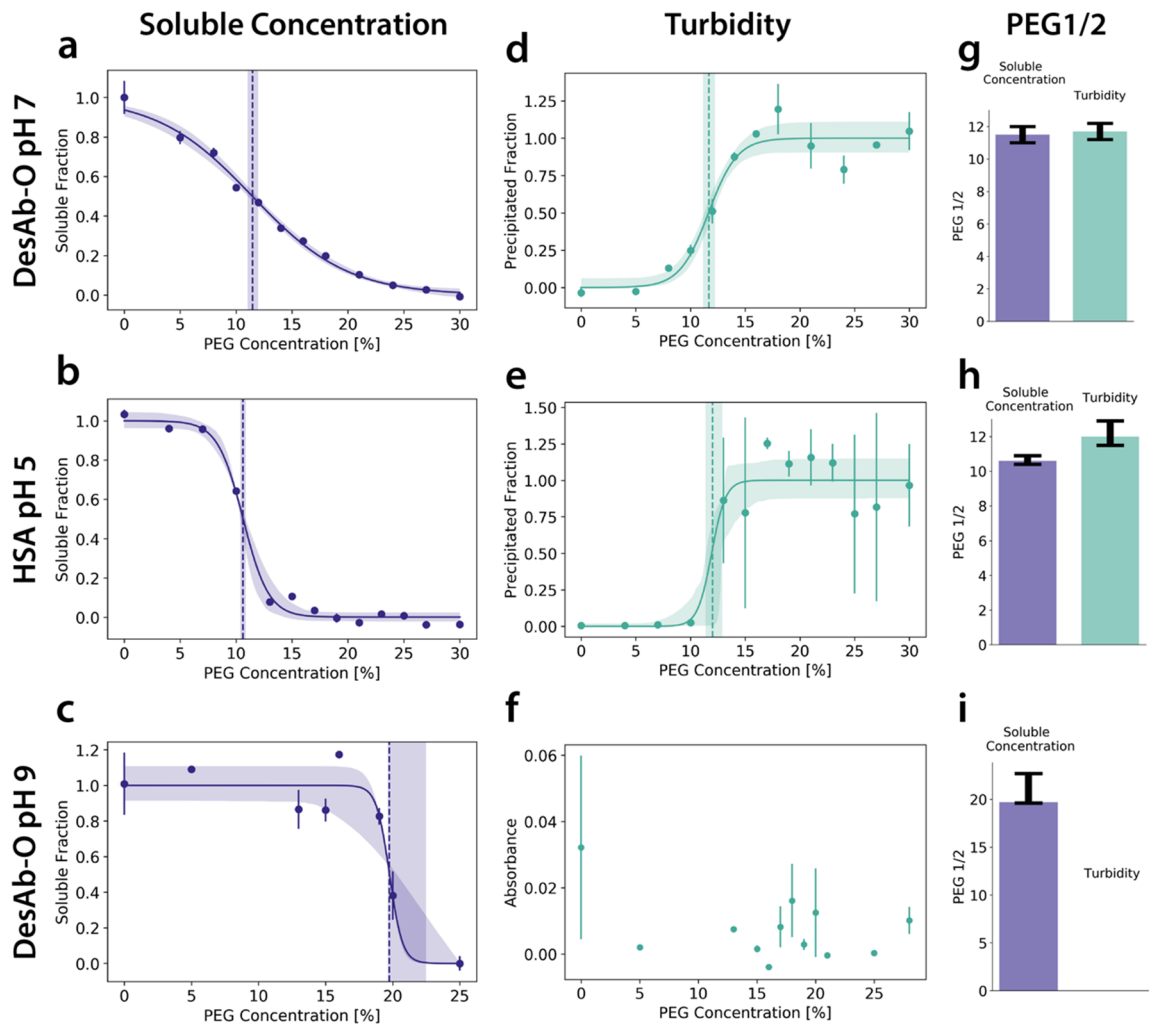 Soluble Concentration
Turbidity
PEG1/2
DesAb-O pH 7
a
1.0
0.8
0.6
0.4
0.2
0.0
Soluble Fraction
0 5 10 15 20 25 30
PEG Concentration [%]
d
1.25
1.00
0.75
0.50
0.25
0.00
Precipitated Fraction
0 5 10 15 20 25 30
PEG Concentration [%]
g
Soluble
Concentration
Turbidity
12
10
8
6
4
2
0
PEG 1/2
HSA pH 5
b
1.0
0.8
0.6
0.4
0.2
0.0
Soluble Fraction
0 5 10 15 20 25 30
PEG Concentration [%]
e
1.50
1.25
1.00
0.75
0.50
0.25
0.00
Precipitated Fraction
0 5 10 15 20 25 30
PEG Concentration [%]
h
Soluble
Concentration
Turbidity
12
10
8
6
4
2
0
PEG 1/2
DesAb-O pH 9
c
1.2
1.0
0.8
0.6
0.4
0.2
0.0
Soluble Fraction
0 5 10 15 20 25
PEG Concentration [%]
f
0.06
0.04
0.02
0.00
Absorbance
0 5 10 15 20 25
PEG Concentration [%]
i
Soluble
Concentration
Turbidity
20
15
10
5
0
PEG 1/2